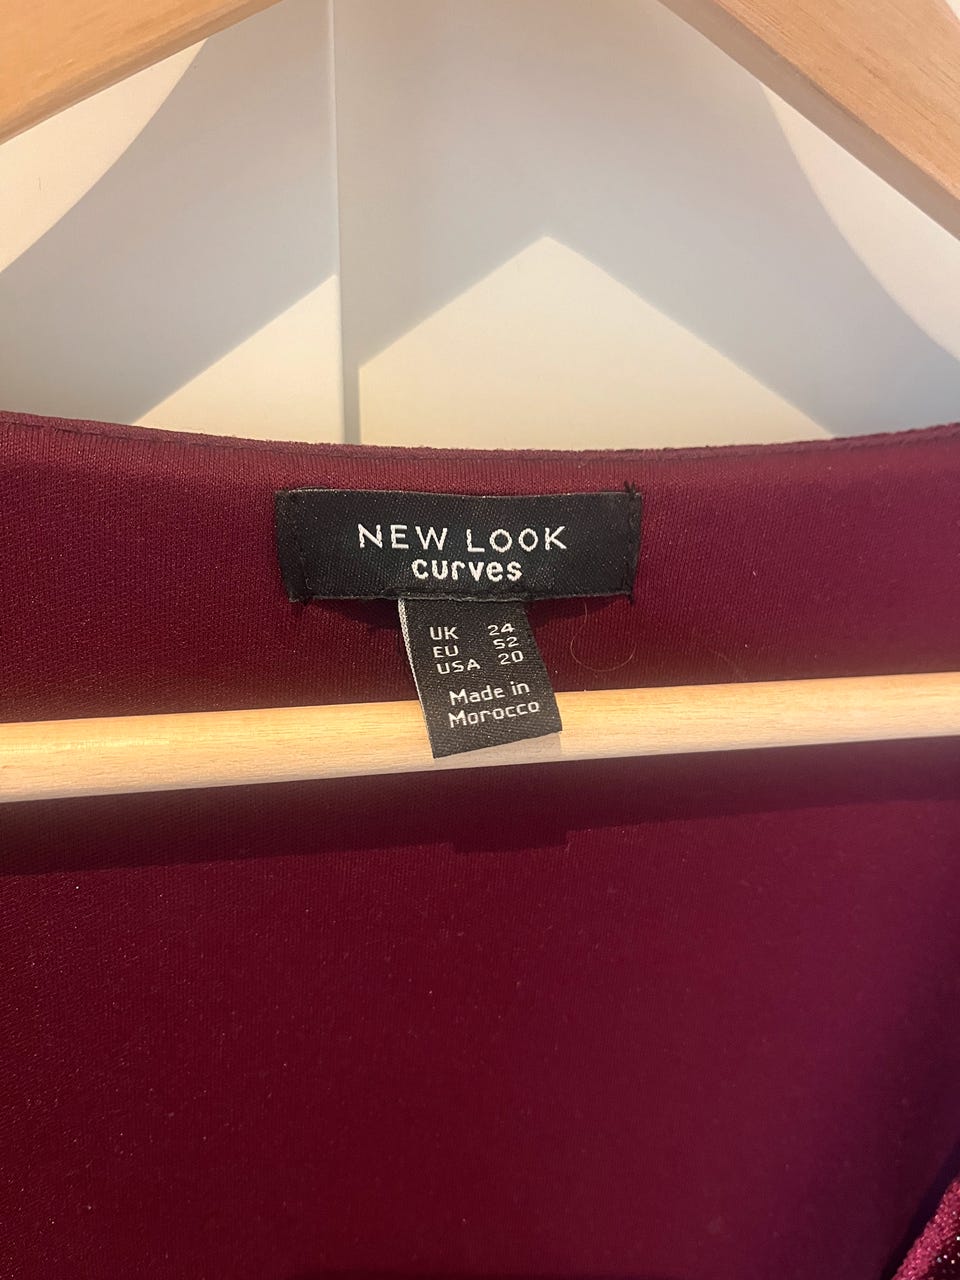 NEW LOOK
curves
UK 24
EU 52
USA 20
Made in
Morocco